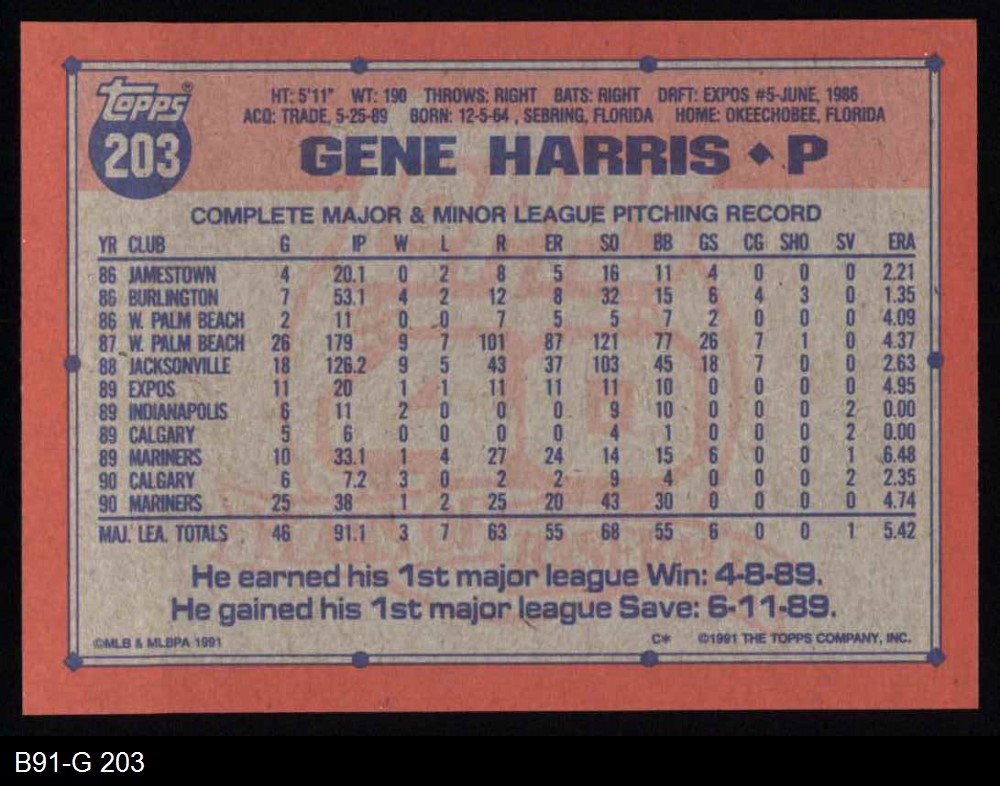 Topps®
203
HT: 5'11" WT: 190 THROWS: RIGHT BATS: RIGHT DRFT: EXPOS #5-JUNE, 1986
ACQ: TRADE, 5-25-89 BORN: 12-5-64, SEBRING, FLORIDA HOME: OKEECHOBEE, FLORIDA
GENE HARRIS ◆ P
COMPLETE MAJOR & MINOR LEAGUE PITCHING RECORD
YR CLUB G IP W L R ER SO BB GS CG SHO SV ERA
86 JAMESTOWN 4 20.1 0 2 8 5 16 11 4 0 0 0 2.21
86 BURLINGTON 7 53.1 4 2 12 8 32 15 6 4 3 0 1.35
86 W. PALM BEACH 2 11 0 0 7 5 5 7 2 0 0 0 4.09
87 W. PALM BEACH 26 179 9 7 101 87 121 77 26 7 1 0 4.37
88 JACKSONVILLE 18 126.2 9 5 43 37 103 45 18 7 0 0 2.63
89 EXPOS 11 20 1 1 11 11 11 10 0 0 0 0 4.95
89 INDIANAPOLIS 6 11 2 0 0 0 9 10 0 0 0 2 0.00
89 CALGARY 5 6 0 0 0 0 4 1 0 0 0 2 0.00
89 MARINERS 10 33.1 1 4 27 24 14 15 6 0 0 1 6.48
90 CALGARY 6 7.2 3 0 2 2 9 4 0 0 0 2 2.35
90 MARINERS 25 38 1 2 25 20 43 30 0 0 0 0 4.74
MAJ. LEA. TOTALS 46 91.1 3 7 63 55 68 55 6 0 0 1 5.42
He earned his 1st major league Win: 4-8-89.
He gained his 1st major league Save: 6-11-89.
©MLB & MLBPA 1991 C* ©1991 THE TOPPS COMPANY, INC.
B91-G 203